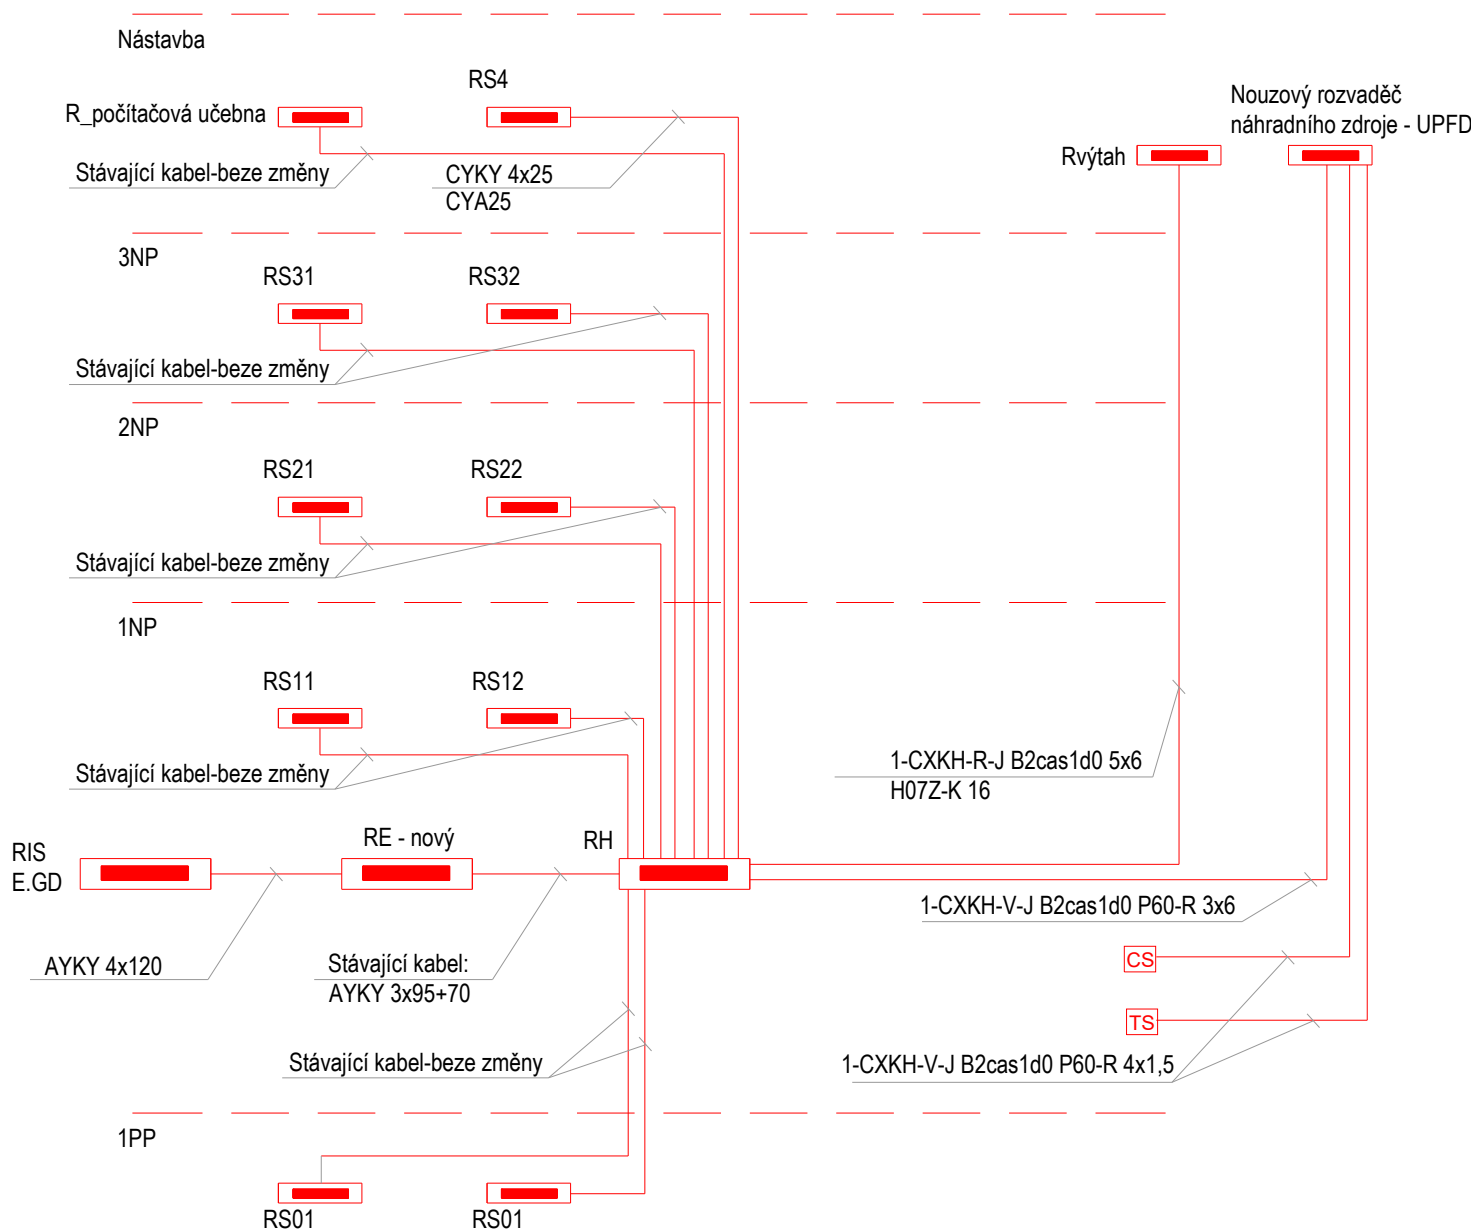 Nástavba
RS4
R_počítačová učebna
Nouzový rozvaděč
náhradního zdroje - UPFD
Rvýtah
Stávající kabel-beze změny
CYKY 4x25
CYA25
3NP
RS31
RS32
Stávající kabel-beze změny
2NP
RS21
RS22
Stávající kabel-beze změny
1NP
RS11
RS12
Stávající kabel-beze změny
1-CXKH-R-J B2cas1d0 5x6
H07Z-K 16
RIS
E.GD
RE - nový
RH
1-CXKH-V-J B2cas1d0 P60-R 3x6
AYKY 4x120
Stávající kabel:
AYKY 3x95+70
CS
TS
Stávající kabel-beze změny
1-CXKH-V-J B2cas1d0 P60-R 4x1,5
1PP
RS01
RS01